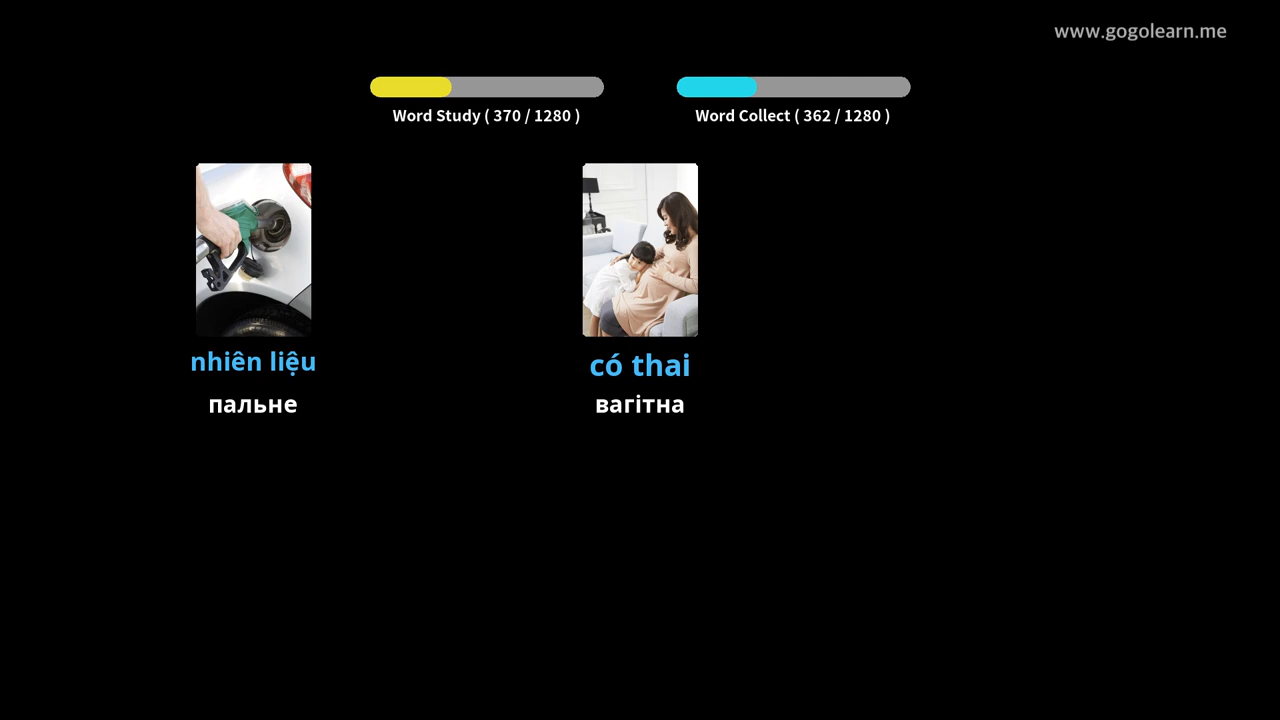 www.gogolearn.me
Word Study ( 370 / 1280 )
Word Collect ( 362 / 1280 )
nhiên liệu
пальне
có thai
вагітна